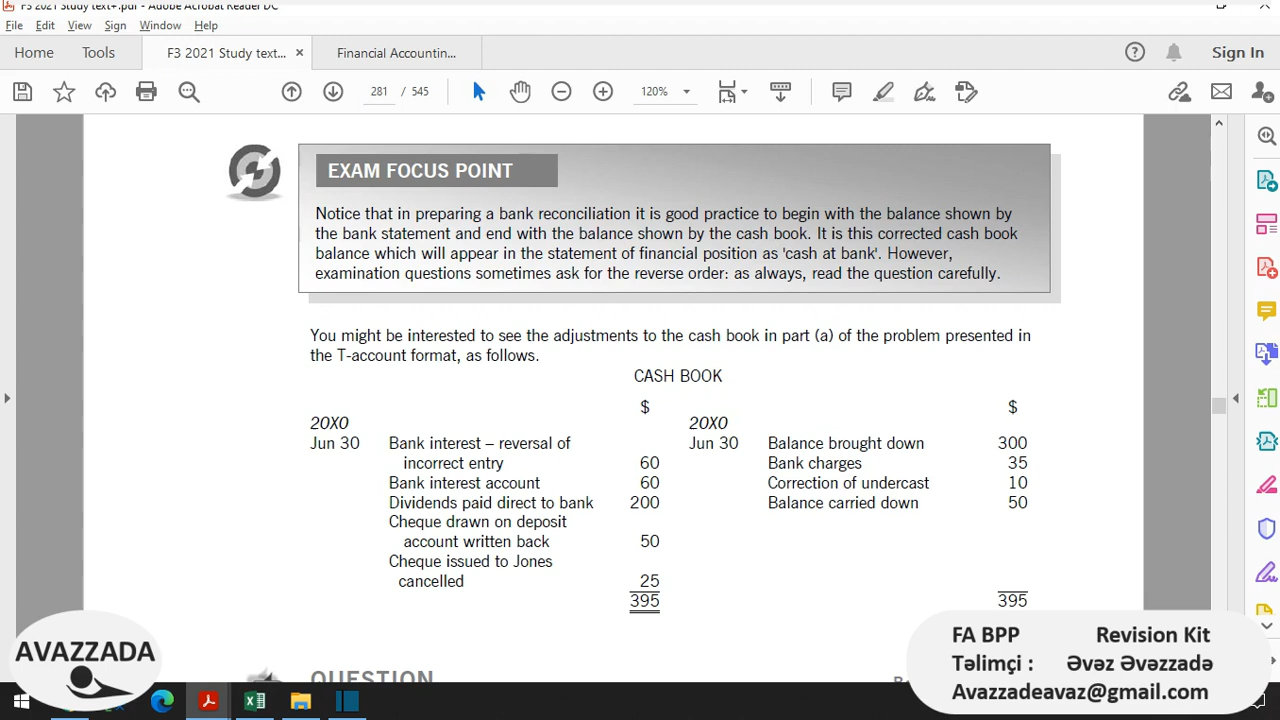 F3 2021 Study text+.pdf - Adobe Acrobat Reader DC
File Edit View Sign Window Help
Home Tools F3 2021 Study text... × Financial Accountin... Sign In
281 / 545 120%
EXAM FOCUS POINT
Notice that in preparing a bank reconciliation it is good practice to begin with the balance shown by
the bank statement and end with the balance shown by the cash book. It is this corrected cash book
balance which will appear in the statement of financial position as 'cash at bank'. However,
examination questions sometimes ask for the reverse order: as always, read the question carefully.
You might be interested to see the adjustments to the cash book in part (a) of the problem presented in
the T-account format, as follows.
CASH BOOK
$ $
20X0 20X0
Jun 30 Bank interest – reversal of Jun 30 Balance brought down 300
incorrect entry 60 Bank charges 35
Bank interest account 60 Correction of undercast 10
Dividends paid direct to bank 200 Balance carried down 50
Cheque drawn on deposit
account written back 50
Cheque issued to Jones
cancelled 25
395 395
QUESTION
AVAZZADA
FA BPP Revision Kit
Təlimçi : Əvəz Əvəzzadə
Avazzadeavaz@gmail.com